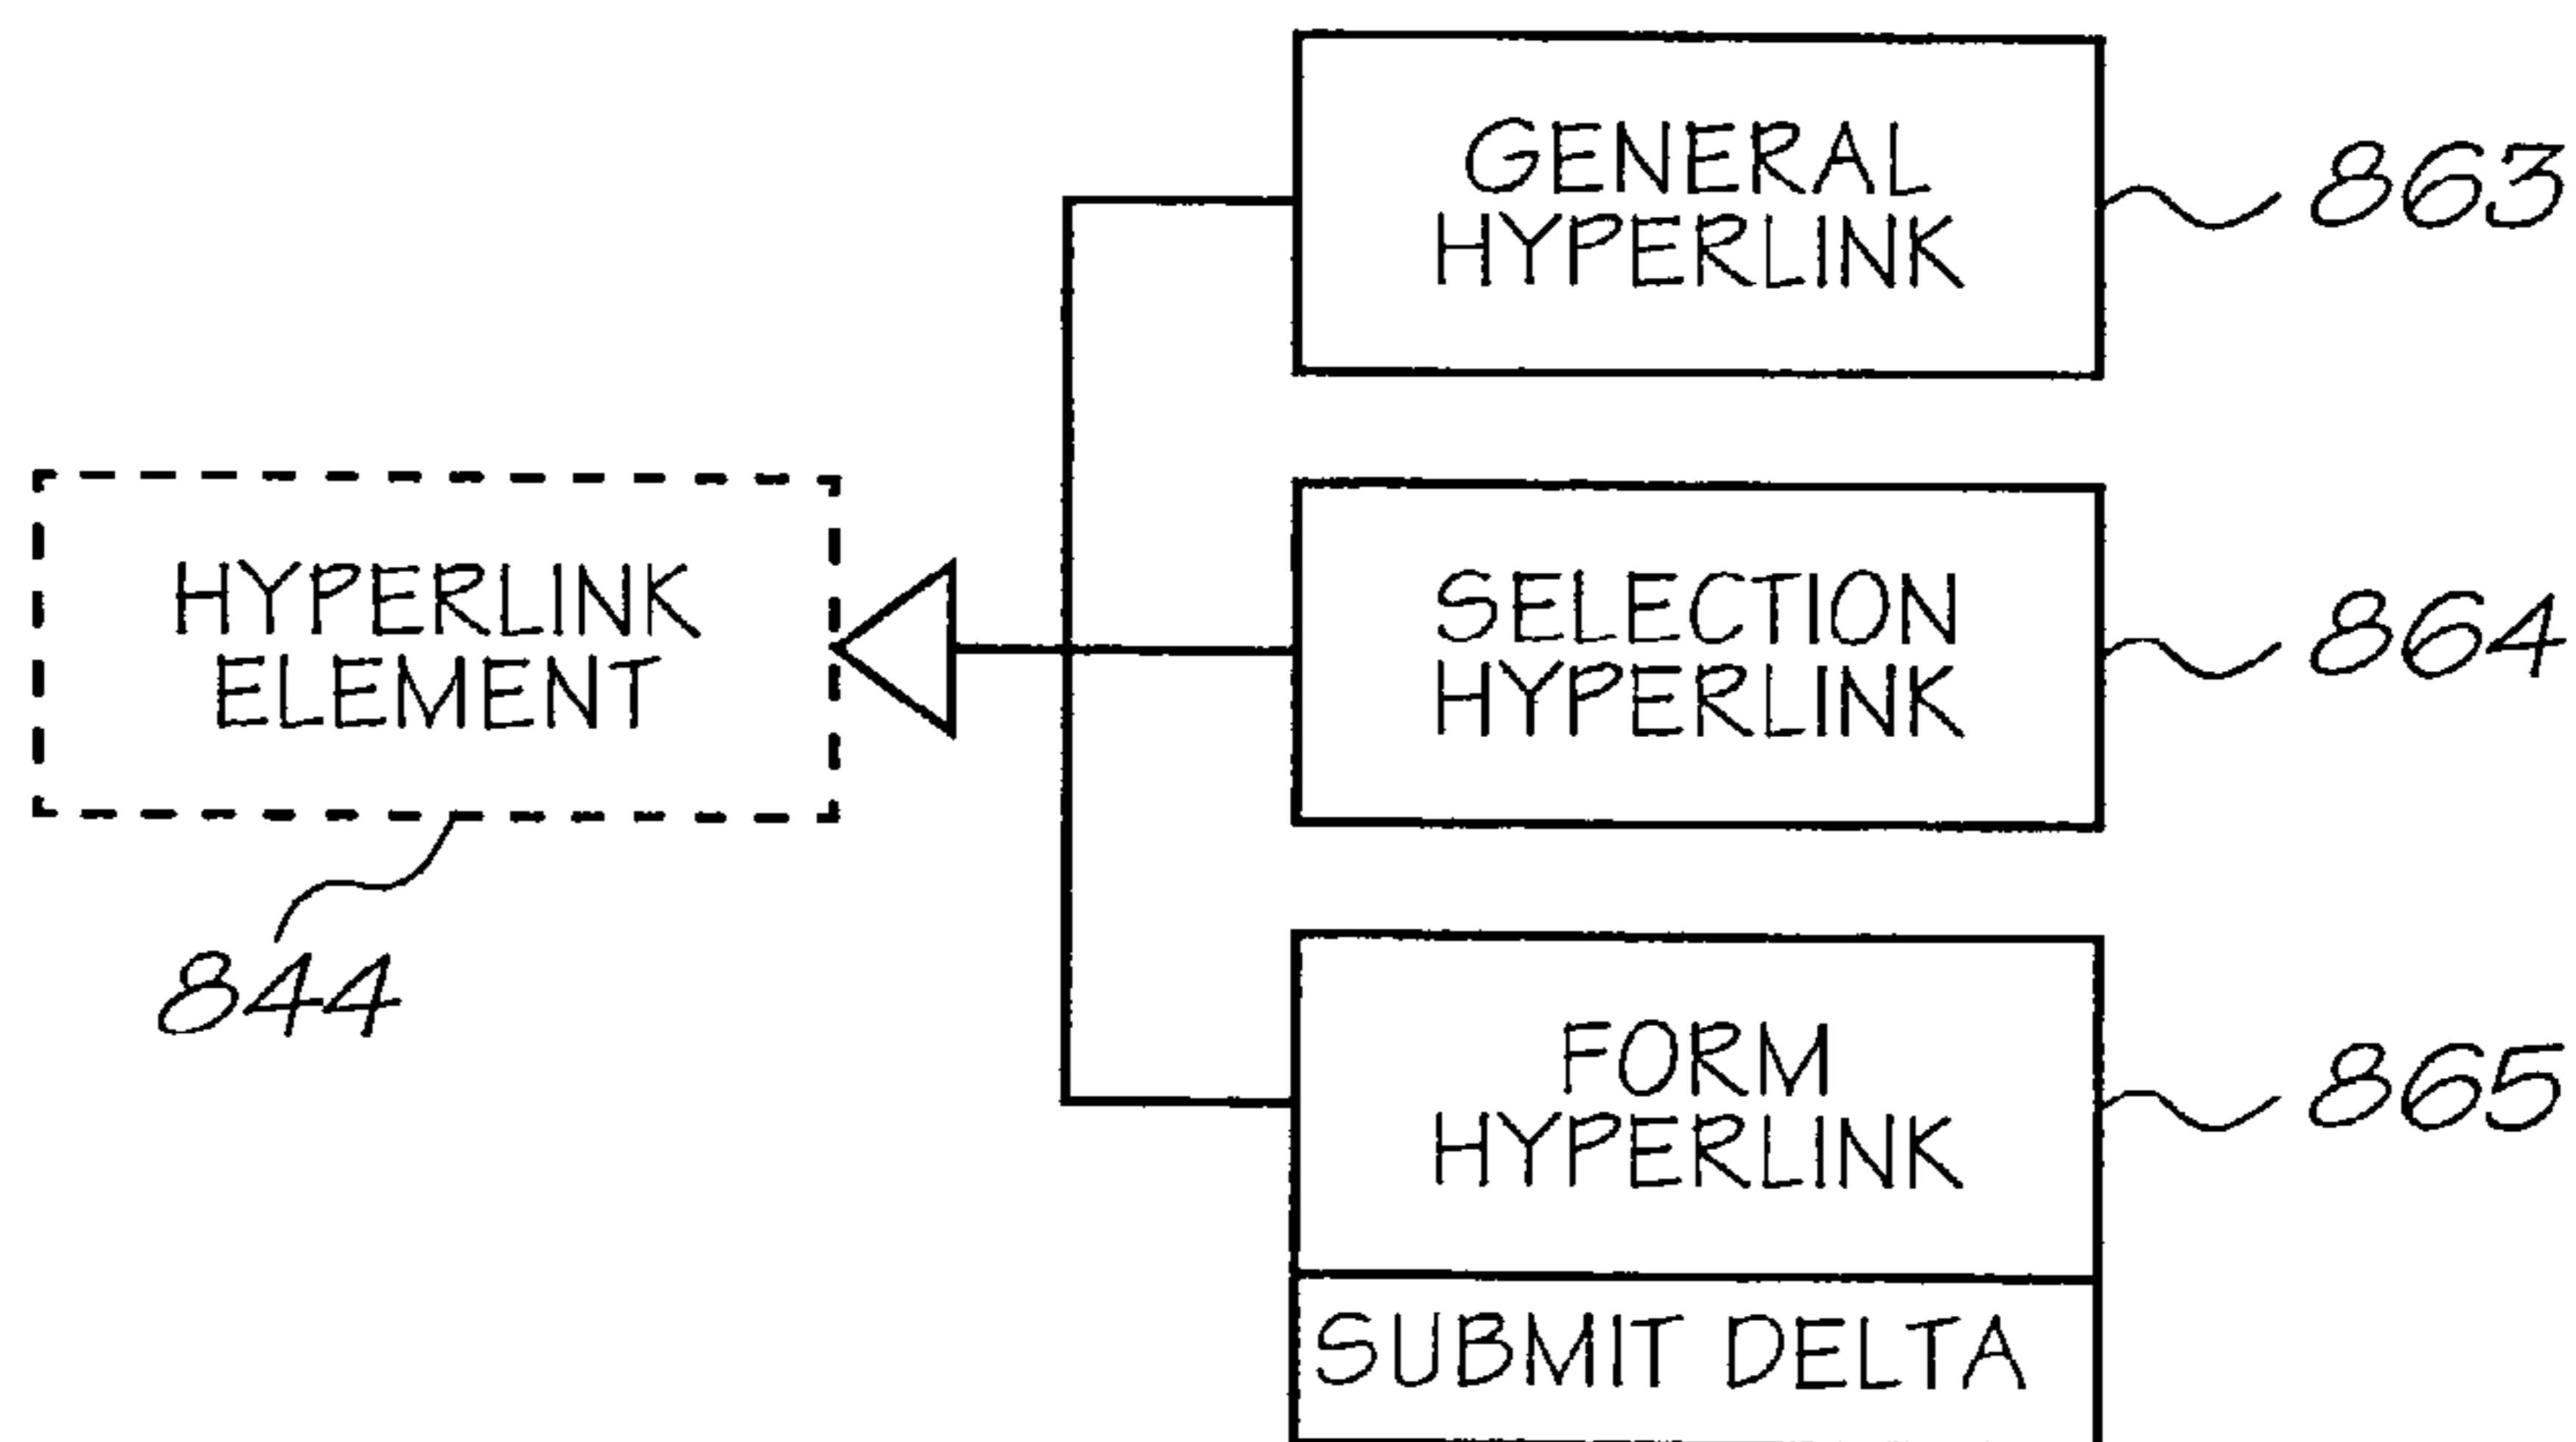 GENERAL
HYPERLINK
863
HYPERLINK
ELEMENT
844
SELECTION
HYPERLINK
864
FORM
HYPERLINK
865
SUBMIT DELTA